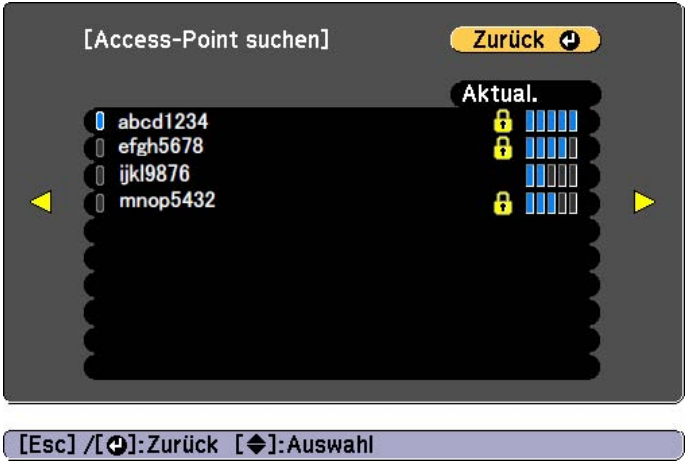 [Access-Point suchen]
Zurück
Aktual.
abcd1234
efgh5678
ijkl9876
mnop5432
[Esc] /[ ]:Zurück [ ]:Auswahl